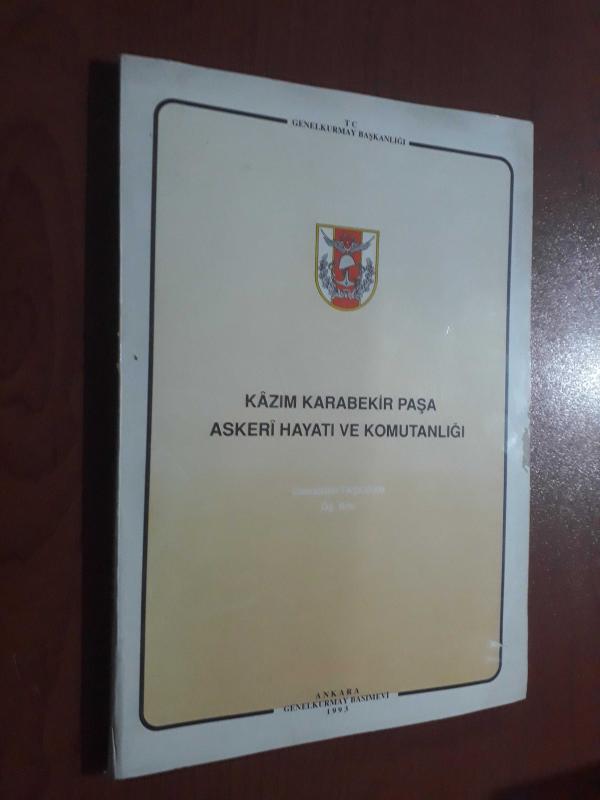 T C
GENELKURMAY BAŞKANLIĞI
KÂZIM KARABEKİR PAŞA
ASKERÎ HAYATI VE KOMUTANLIĞI
ANKARA
GENELKURMAY BASIMEVİ
1993